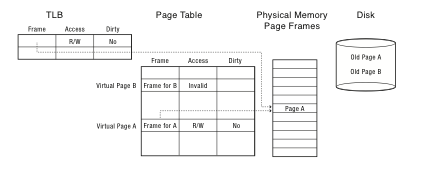 TLB
Page Table
Physical Memory
Page Frames
Disk
Frame Access Dirty
R/W No
Frame Access Dirty
Virtual Page B Frame for B Invalid
Virtual Page A Frame for A R/W No
Page A
Old Page A
Old Page B